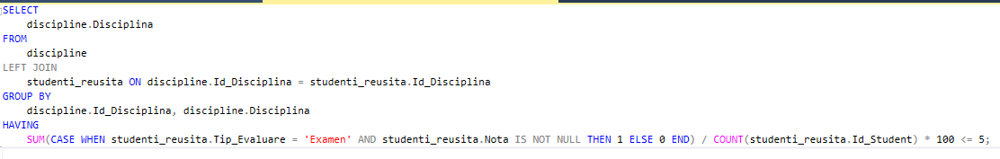 SELECT
discipline.Disciplina
FROM
discipline
LEFT JOIN
studenti_reusita ON discipline.Id_Disciplina = studenti_reusita.Id_Disciplina
GROUP BY
discipline.Id_Disciplina, discipline.Disciplina
HAVING
SUM(CASE WHEN studenti_reusita.Tip_Evaluare = 'Examen' AND studenti_reusita.Nota IS NOT NULL THEN 1 ELSE 0 END) / COUNT(studenti_reusita.Id_Student) * 100 <= 5;